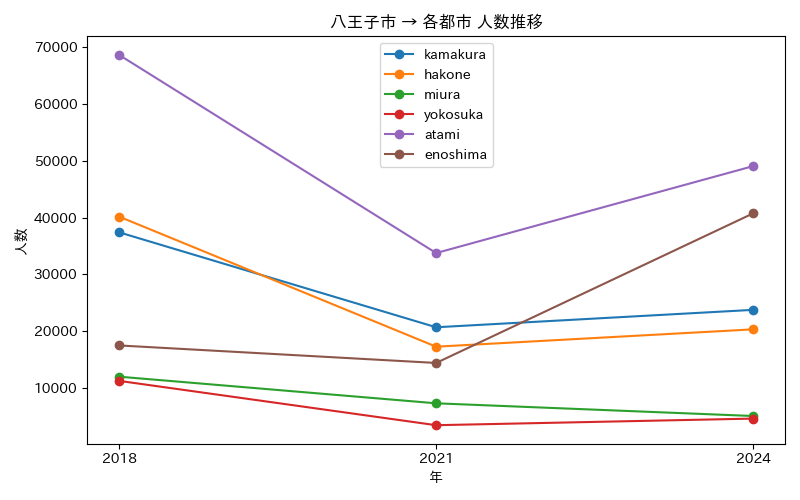 八王子市 → 各都市 人数推移
70000
60000
50000
40000
30000
20000
10000
人数
kamakura
hakone
miura
yokosuka
atami
enoshima
2018
2021
2024
年